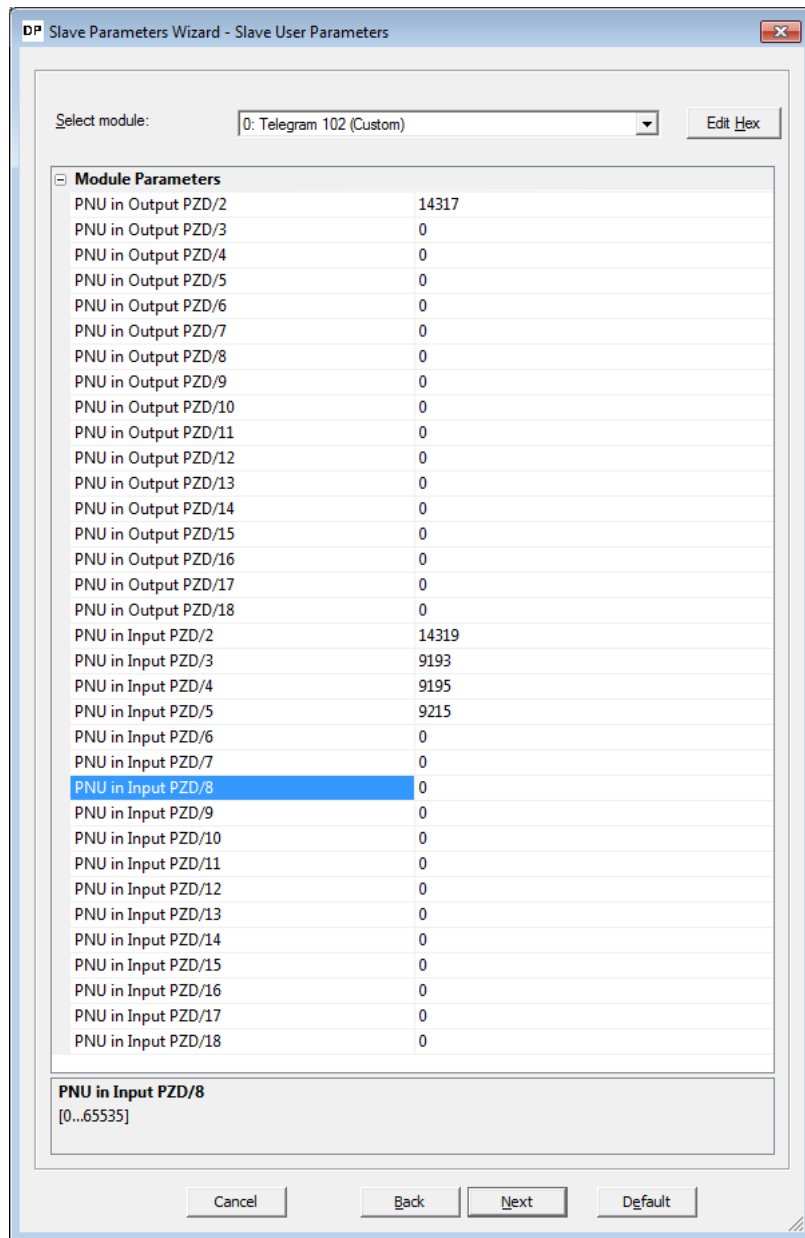 DP Slave Parameters Wizard - Slave User Parameters
Select module: 0: Telegram 102 (Custom) Edit Hex
Module Parameters
PNU in Output PZD/2 14317
PNU in Output PZD/3 0
PNU in Output PZD/4 0
PNU in Output PZD/5 0
PNU in Output PZD/6 0
PNU in Output PZD/7 0
PNU in Output PZD/8 0
PNU in Output PZD/9 0
PNU in Output PZD/10 0
PNU in Output PZD/11 0
PNU in Output PZD/12 0
PNU in Output PZD/13 0
PNU in Output PZD/14 0
PNU in Output PZD/15 0
PNU in Output PZD/16 0
PNU in Output PZD/17 0
PNU in Output PZD/18 0
PNU in Input PZD/2 14319
PNU in Input PZD/3 9193
PNU in Input PZD/4 9195
PNU in Input PZD/5 9215
PNU in Input PZD/6 0
PNU in Input PZD/7 0
PNU in Input PZD/8 0
PNU in Input PZD/9 0
PNU in Input PZD/10 0
PNU in Input PZD/11 0
PNU in Input PZD/12 0
PNU in Input PZD/13 0
PNU in Input PZD/14 0
PNU in Input PZD/15 0
PNU in Input PZD/16 0
PNU in Input PZD/17 0
PNU in Input PZD/18 0
PNU in Input PZD/8
[0...65535]
Cancel Back Next Default